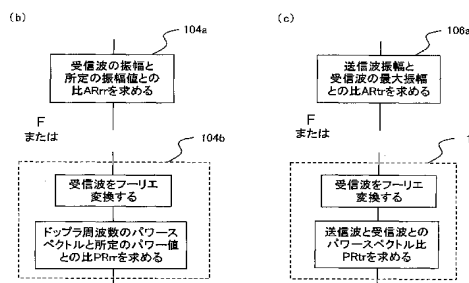 (b)
104a
受信波の振幅と
所定の振幅値との
比ARrrを求める
F
または
104b
受信波をフーリエ
変換する
ドップラ周波数のパワース
ペクトルと所定のパワー値
との比PRrrを求める
(c)
106a
送信波振幅と
受信波の最大振幅
との比ARtrを求める
F
または
受信波をフーリエ
変換する
送信波と受信波との
パワースペクトル比
PRtrを求める